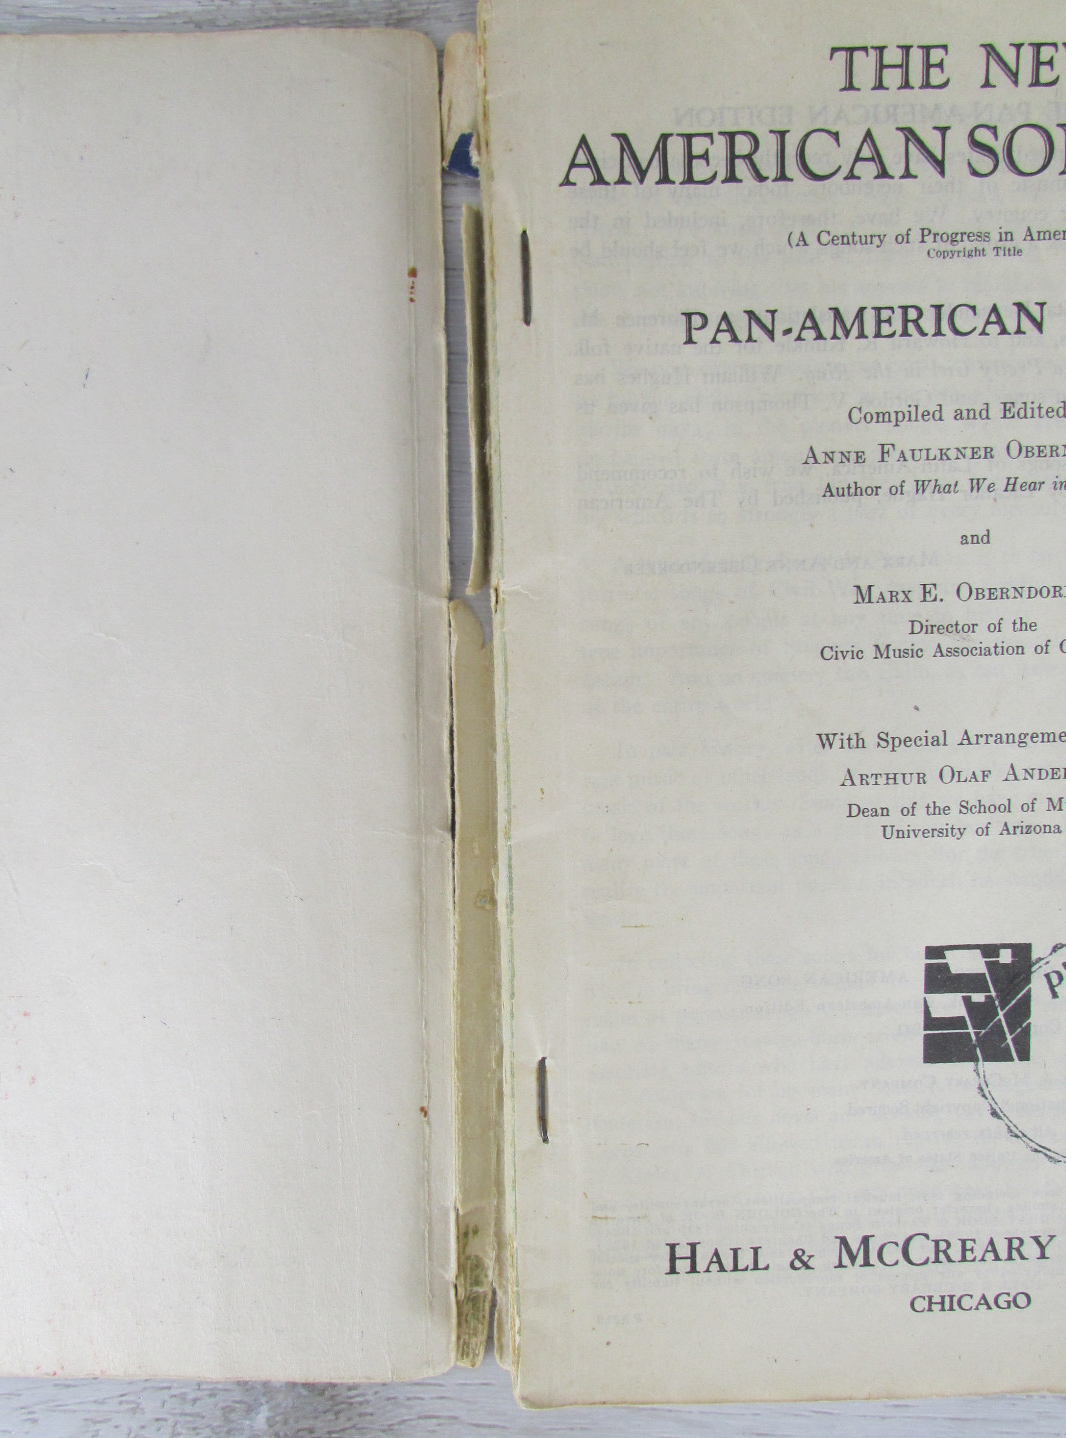 THE NE
AMERICAN SO
(A Century of Progress in Amer
Copyright Title
PAN-AMERICAN
Compiled and Edited
ANNE FAULKNER OBERN
Author of What We Hear in
and
MARX E. OBERNDOR
Director of the
Civic Music Association of C
With Special Arrangeme
ARTHUR OLAF ANDE
Dean of the School of M
University of Arizona
HALL & MCCREARY
CHICAGO